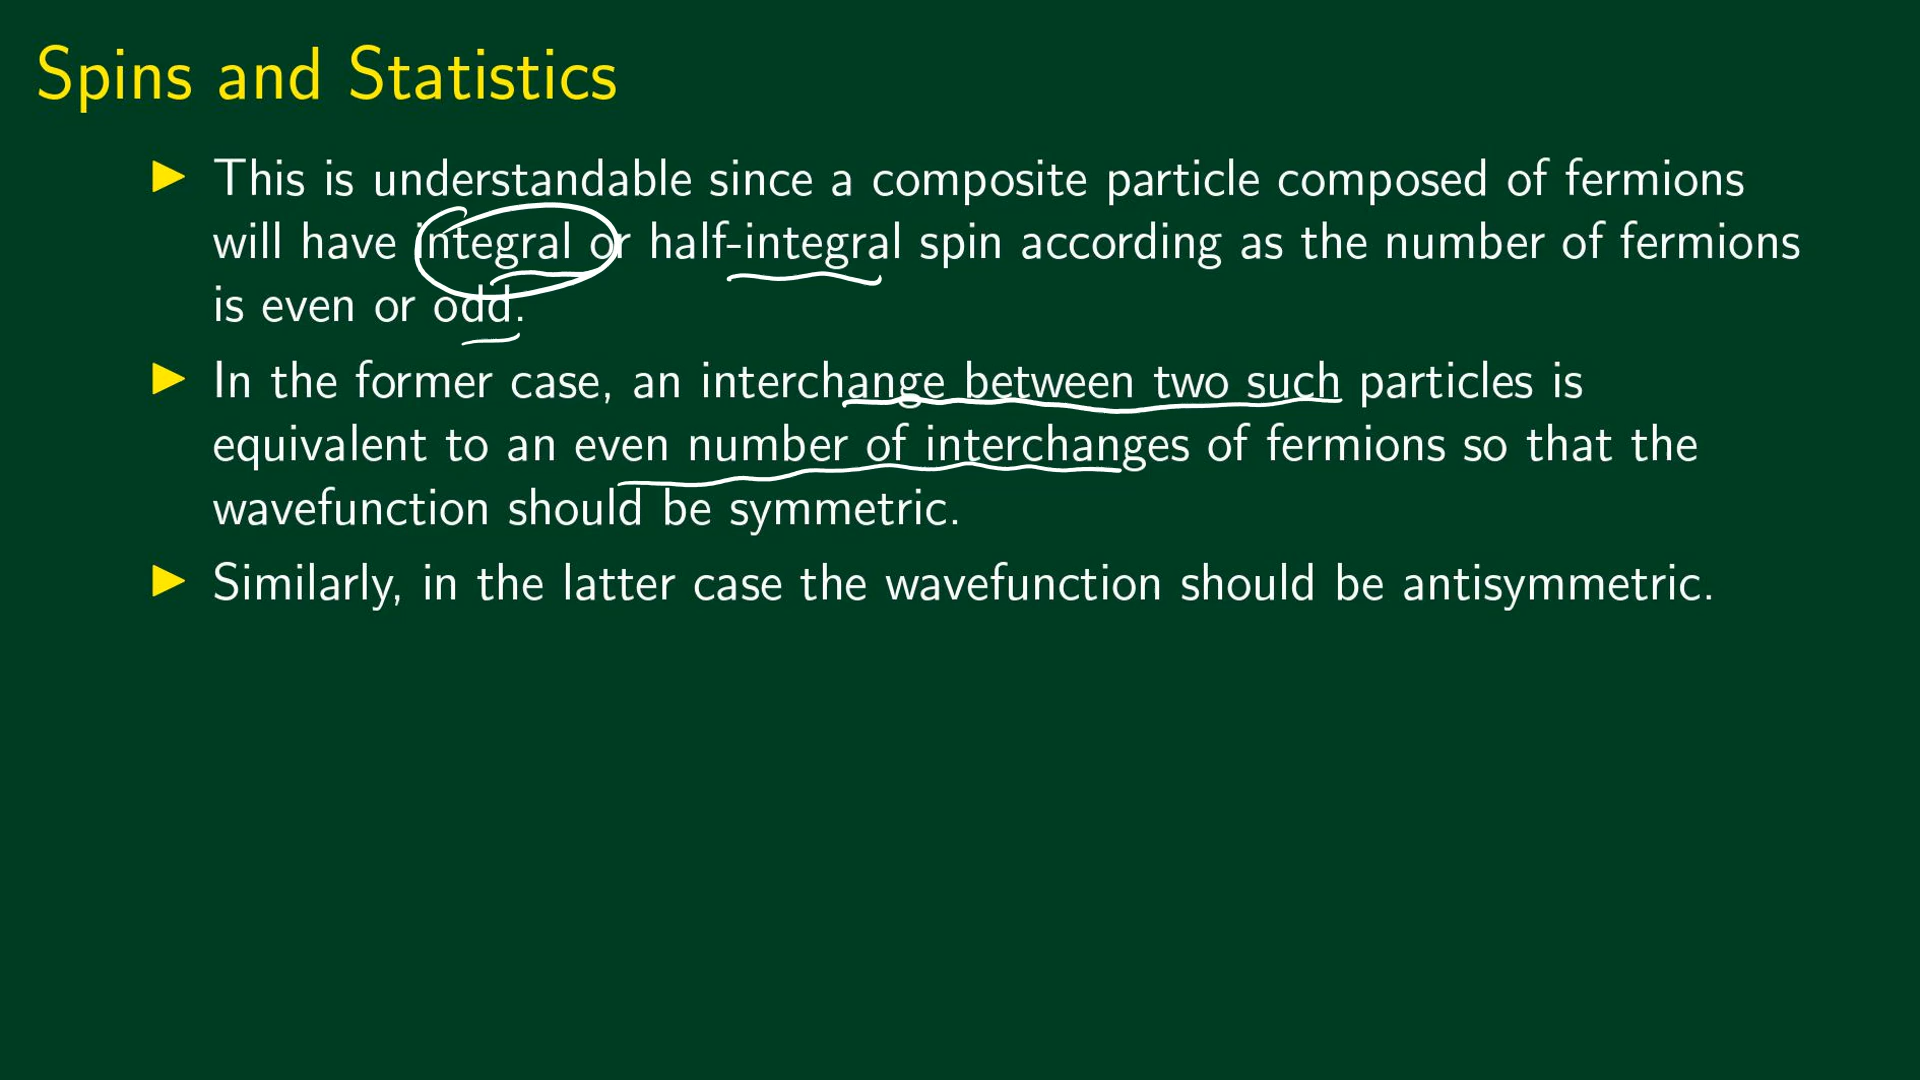 Spins and Statistics
▶ This is understandable since a composite particle composed of fermions
will have integral or half-integral spin according as the number of fermions
is even or odd.
▶ In the former case, an interchange between two such particles is
equivalent to an even number of interchanges of fermions so that the
wavefunction should be symmetric.
▶ Similarly, in the latter case the wavefunction should be antisymmetric.